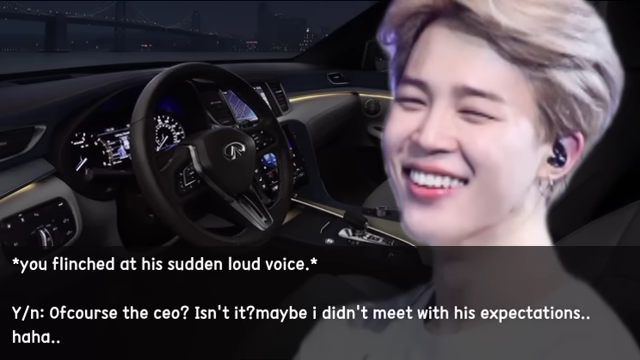 *you flinched at his sudden loud voice.*
Y/n: Ofcourse the ceo? Isn't it?maybe i didn't meet with his expectations..
haha..